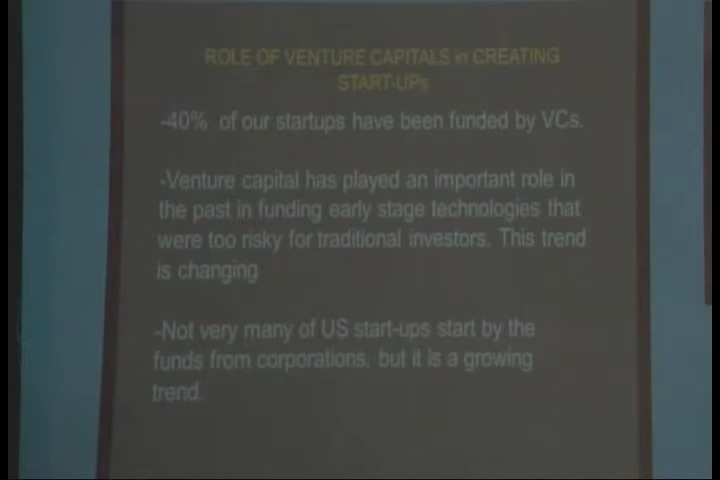 ROLE OF VENTURE CAPITALS in CREATING
START-UPs
-40% of our startups have been funded by VCs.
-Venture capital has played an important role in
the past in funding early stage technologies that
were too risky for traditional investors. This trend
is changing
-Not very many of US start-ups start by the
funds from corporations, but it is a growing
trend.